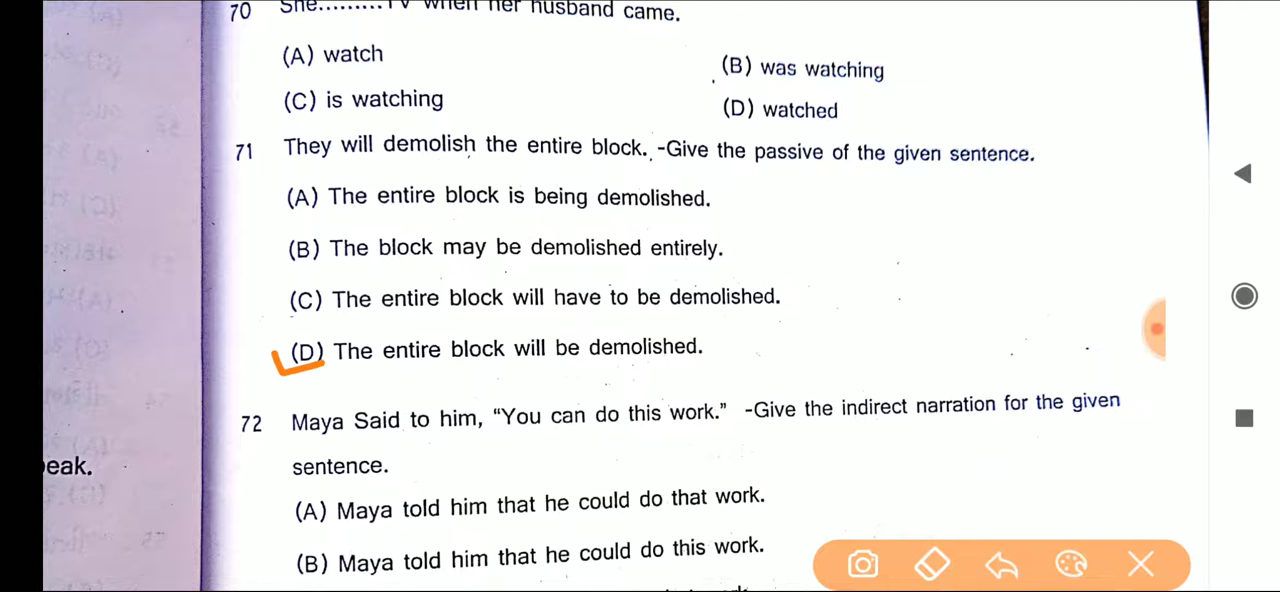 70 She.........TV when her husband came.
(A) watch
(B) was watching
(C) is watching
(D) watched
71 They will demolish the entire block. -Give the passive of the given sentence.
(A) The entire block is being demolished.
(B) The block may be demolished entirely.
(C) The entire block will have to be demolished.
(D) The entire block will be demolished.
72 Maya Said to him, “You can do this work.” -Give the indirect narration for the given
sentence.
eak.
(A) Maya told him that he could do that work.
(B) Maya told him that he could do this work.